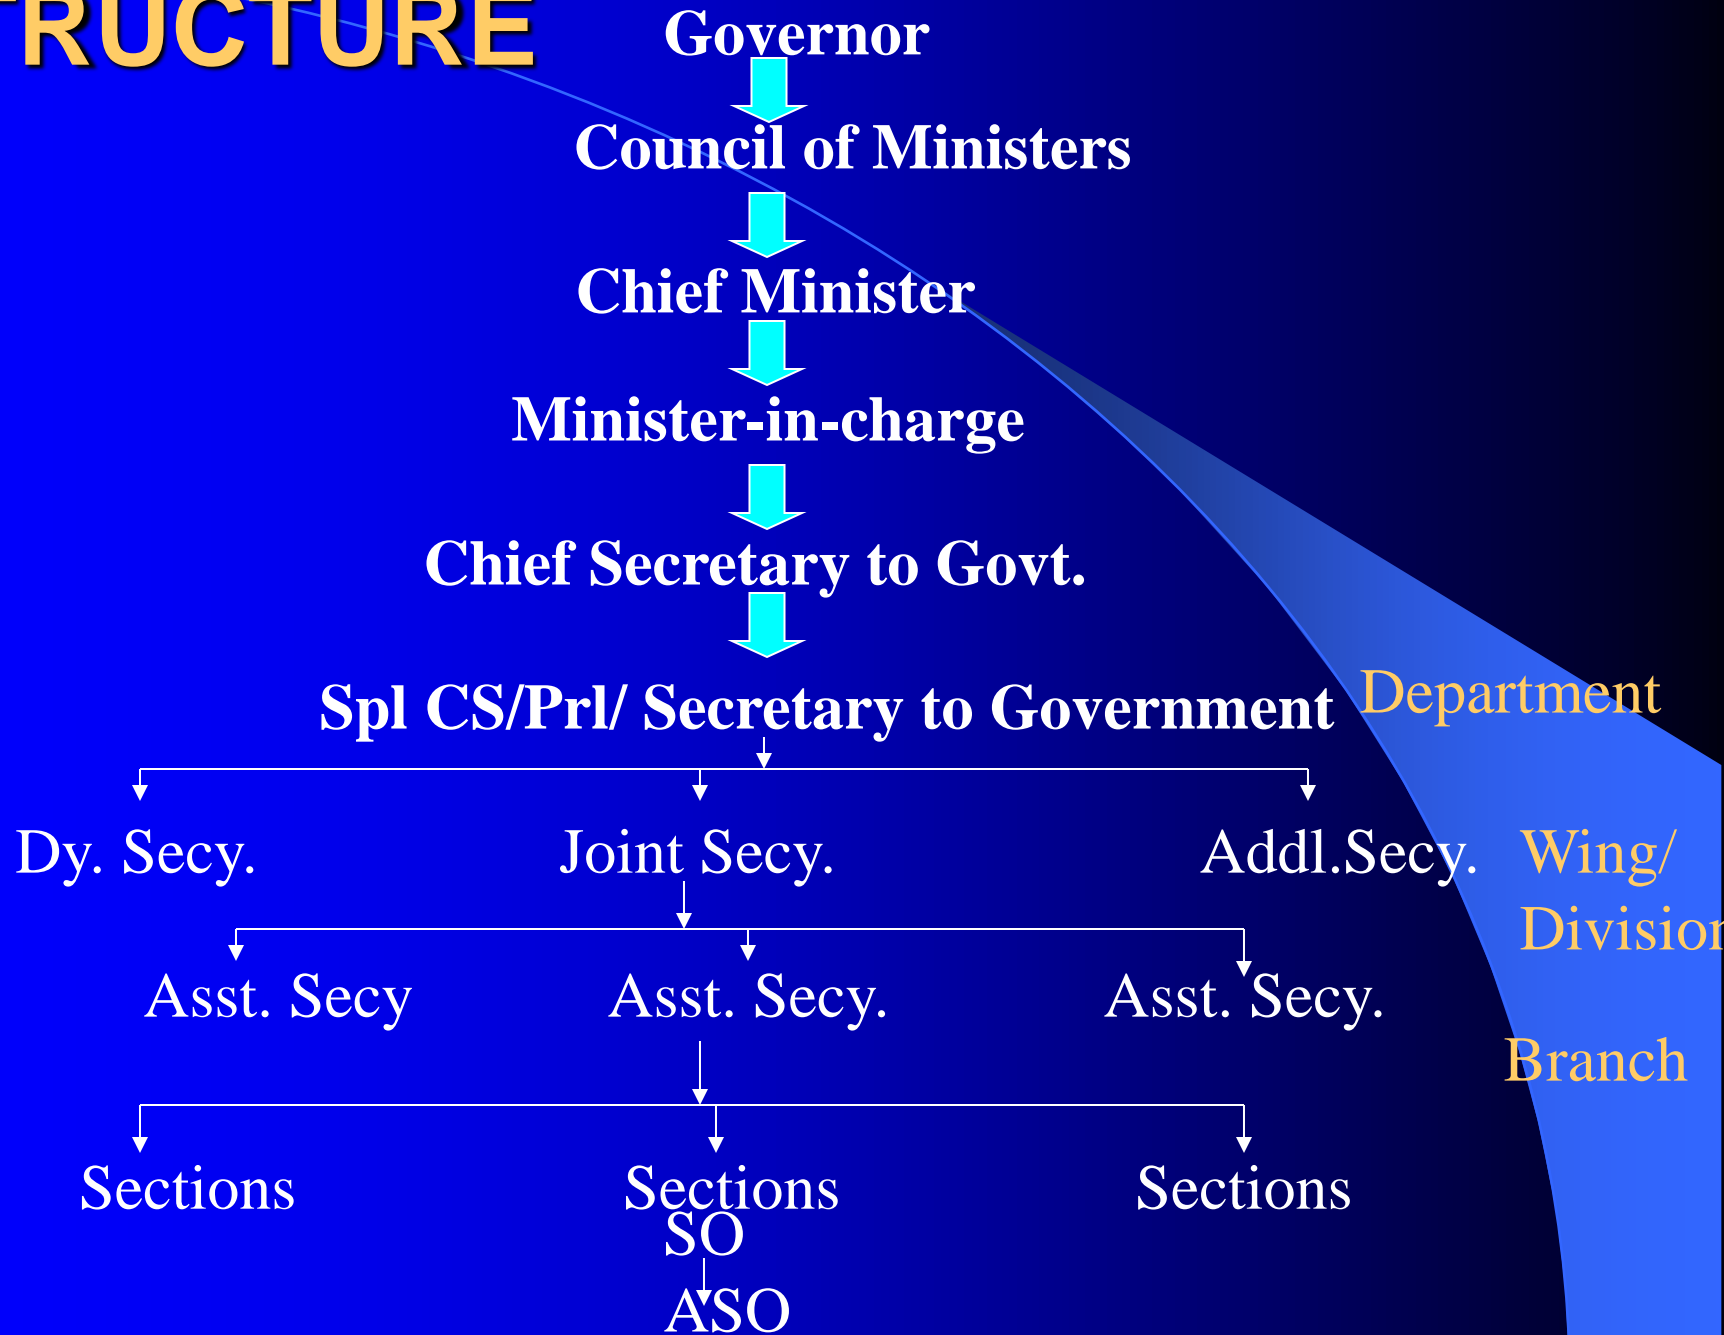 TRUCTURE
Governor
Council of Ministers
Chief Minister
Minister-in-charge
Chief Secretary to Govt.
Spl CS/Prl/ Secretary to Government
Department
Dy. Secy.
Joint Secy.
Addl.Secy.
Wing/
Division
Asst. Secy
Asst. Secy.
Asst. Secy.
Branch
Sections
Sections
Sections
SO
ASO